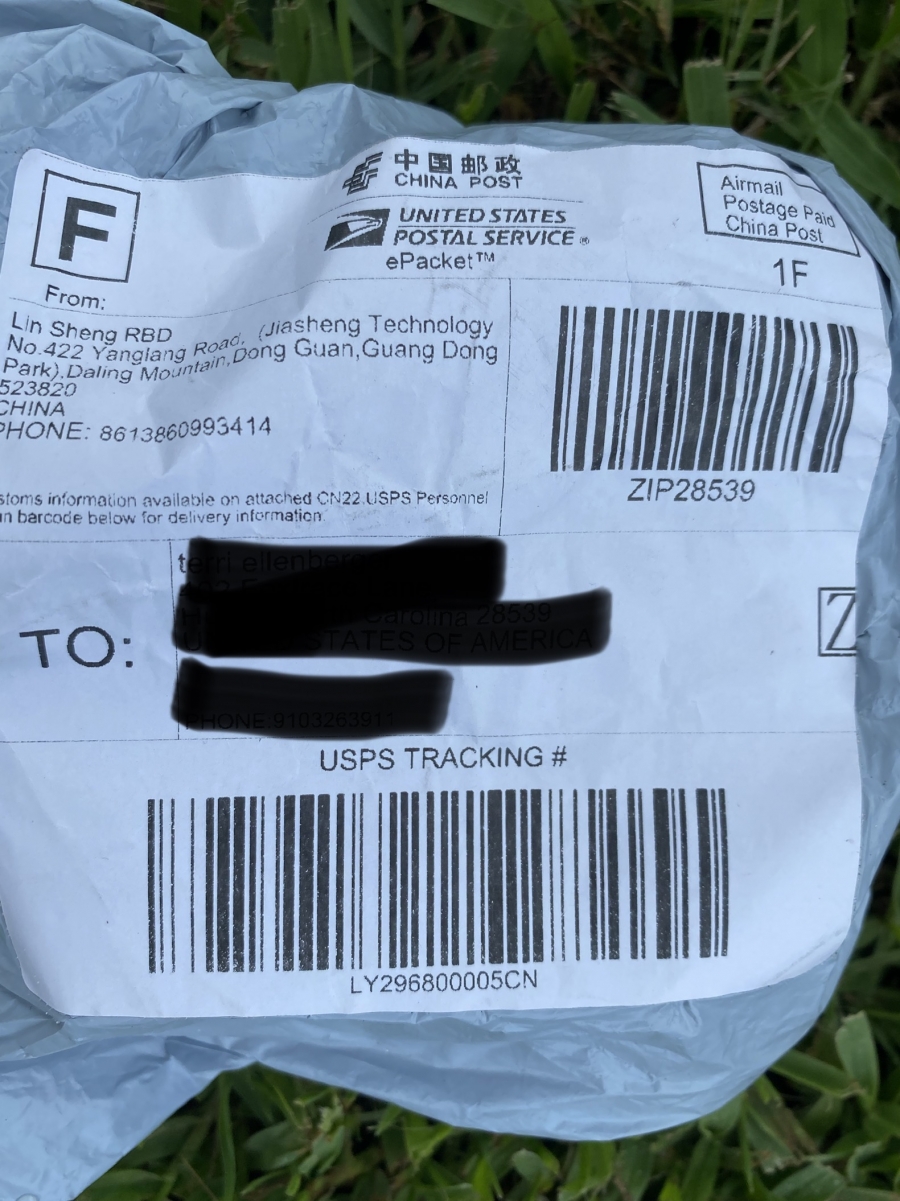 中国邮政
CHINA POST
F
UNITED STATES
POSTAL SERVICE®
ePacket™
Airmail
Postage Paid
China Post
1F
From:
Lin Sheng RBD
No.422 Yanglang Road, (Jiasheng Technology
Park),Daling Mountain,Dong Guan,Guang Dong
523820
CHINA
PHONE: 8613860993414
ZIP28539
stoms information available on attached CN22.USPS Personnel
n barcode below for delivery information
TO:
Z
USPS TRACKING #
LY296800005CN